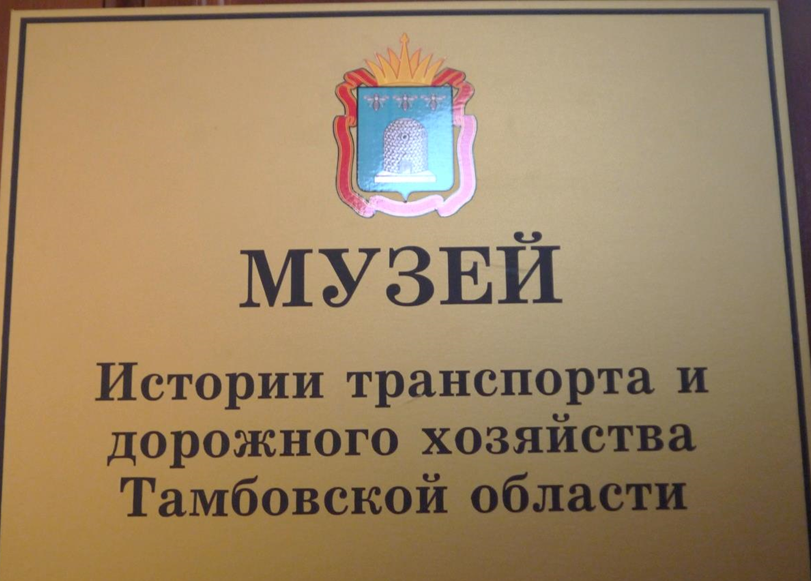 МУЗЕЙ
Истории транспорта и
дорожного хозяйства
Тамбовской области